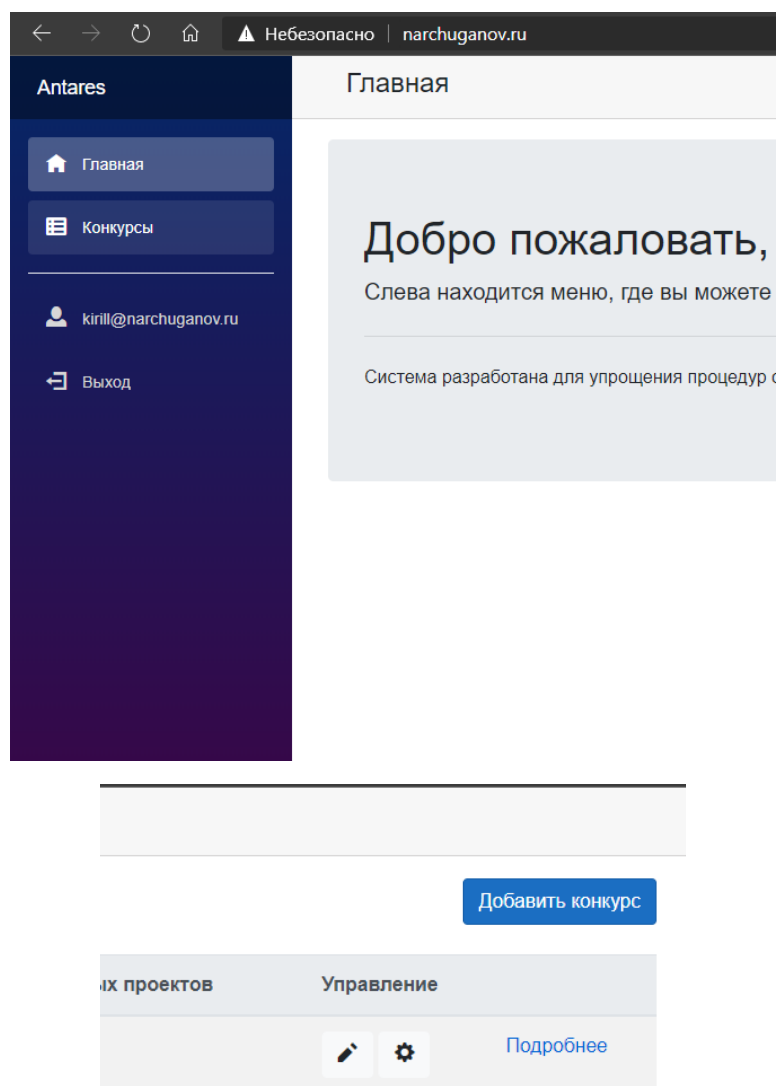 Небезопасно narchuganov.ru
Antares
Главная
Главная
Конкурсы
kirill@narchuganov.ru
Выход
Добро пожаловать,
Слева находится меню, где вы можете
Система разработана для упрощения процедур
Добавить конкурс
ых проектов Управление
Подробнее